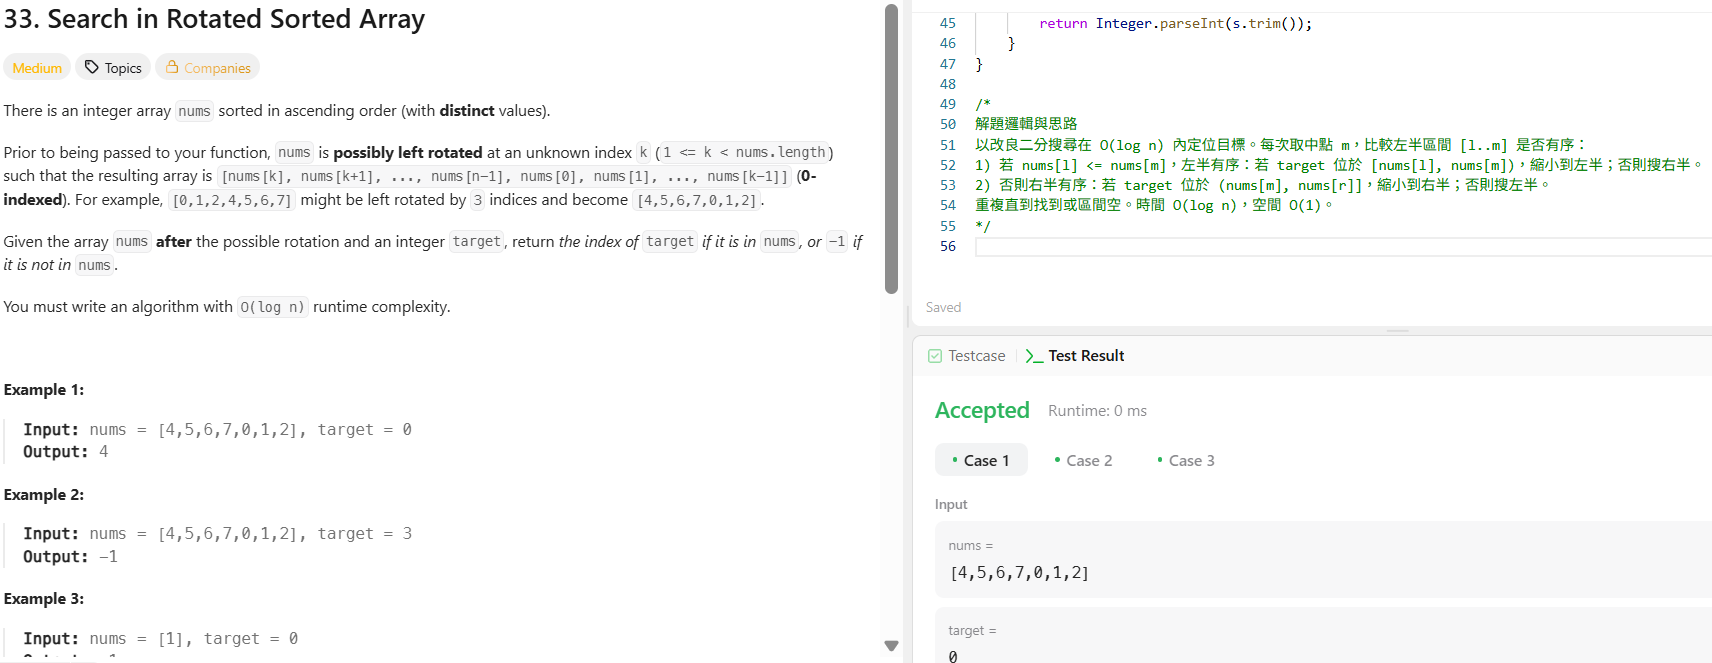 33. Search in Rotated Sorted Array
Medium Topics Companies
There is an integer array nums sorted in ascending order (with distinct values).
Prior to being passed to your function, nums is possibly left rotated at an unknown index k (1 <= k < nums.length)
such that the resulting array is [nums[k], nums[k+1], ..., nums[n-1], nums[0], nums[1], ..., nums[k-1]] (0-
indexed). For example, [0,1,2,4,5,6,7] might be left rotated by 3 indices and become [4,5,6,7,0,1,2].
Given the array nums after the possible rotation and an integer target, return the index of target if it is in nums, or -1 if
it is not in nums.
You must write an algorithm with O(log n) runtime complexity.
Example 1:
Input: nums = [4,5,6,7,0,1,2], target = 0
Output: 4
Example 2:
Input: nums = [4,5,6,7,0,1,2], target = 3
Output: -1
Example 3:
Input: nums = [1], target = 0
45 return Integer.parseInt(s.trim());
46 }
47 }
48
49 /*
50 解題邏輯與思路
51 以改良二分搜尋在 O(log n) 內定位目標。每次取中點 m，比較左半區間 [l..m] 是否有序：
52 1) 若 nums[l] <= nums[m]，左半有序：若 target 位於 [nums[l], nums[m])，縮小到左半；否則搜右半。
53 2) 否則右半有序：若 target 位於 (nums[m], nums[r]]，縮小到右半；否則搜左半。
54 重複直到找到或區間空。時間 O(log n)，空間 O(1)。
55 */
56
Saved
Testcase Test Result
Accepted Runtime: 0 ms
Case 1 Case 2 Case 3
Input
nums =
[4,5,6,7,0,1,2]
target =
0